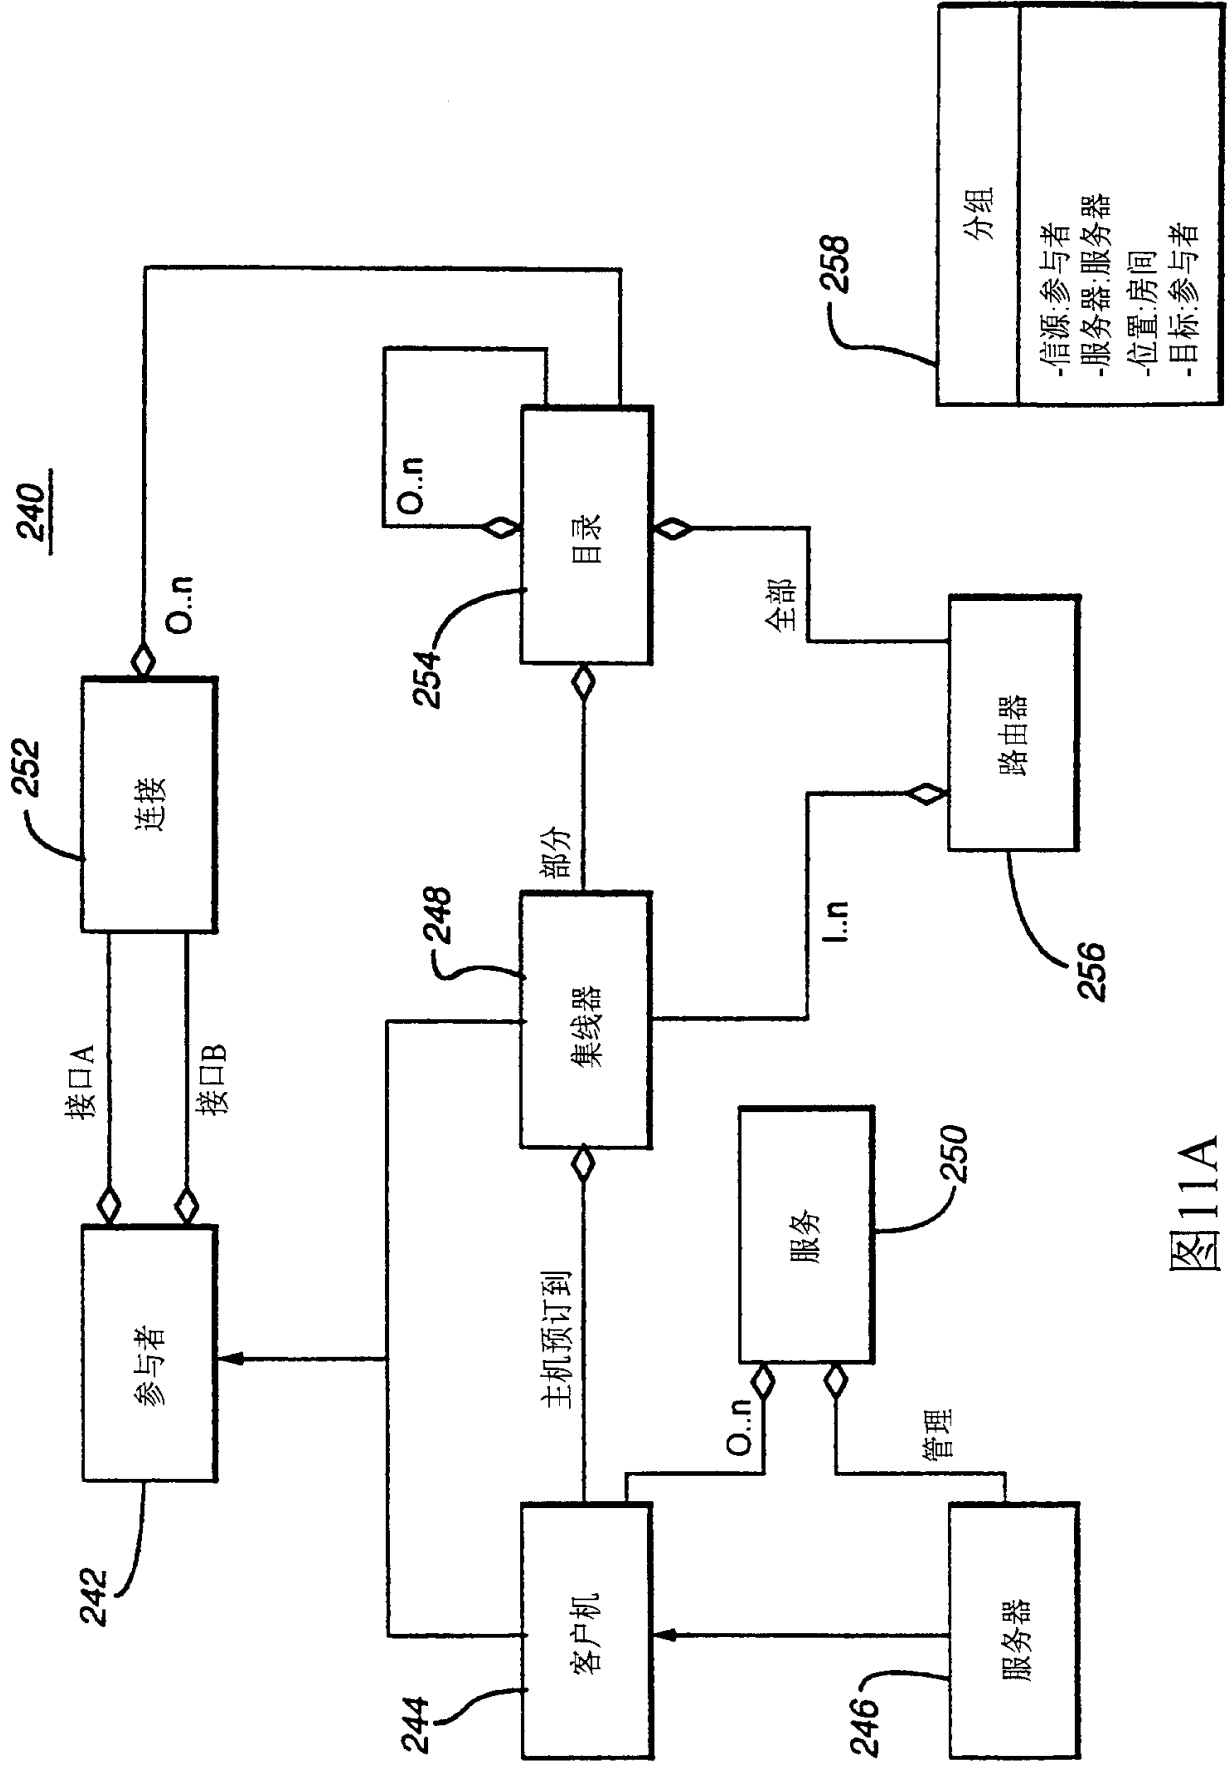 240
242
参与者
接口A
接口B
252
连接
O..n
244
客户机
主机预订到
248
集线器
部分
254
目录
O..n
246
服务器
管理
O..n
服务
250
I..n
256
路由器
全部
258
分组
-信源:参与者
-服务器:服务器
-位置:房间
-目标:参与者
图11A